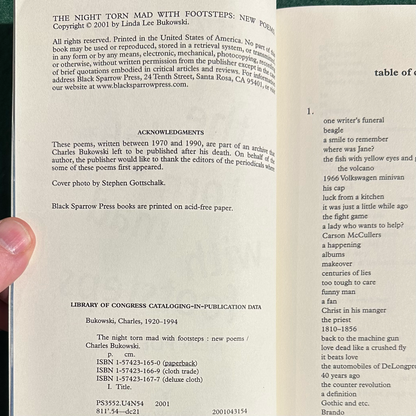 THE NIGHT TORN MAD WITH FOOTSTEPS: NEW POEMS
Copyright © 2001 by Linda Lee Bukowski.
All rights reserved. Printed in the United States of America. No part of this
book may be used or reproduced, stored in a retrieval system, or transmitted
in any form or by any means, electronic, mechanical, photocopying, recording
or otherwise, without written permission from the publisher except in the case
of brief quotations embodied in critical articles and reviews. For information
address Black Sparrow Press, 24 Tenth Street, Santa Rosa, CA 95401, or visit
our website at www.blacksparrowpress.com.
ACKNOWLEDGMENTS
These poems, written between 1970 and 1990, are part of an archive that
Charles Bukowski left to be published after his death. On behalf of the
author, the publisher would like to thank the editors of the periodicals where
some of these poems first appeared.
Cover photo by Stephen Gottschalk.
Black Sparrow Press books are printed on acid-free paper.
LIBRARY OF CONGRESS CATALOGING-IN-PUBLICATION DATA
Bukowski, Charles, 1920-1994
The night torn mad with footsteps : new poems /
Charles Bukowski.
p. cm.
ISBN 1-57423-165-0 (paperback)
ISBN 1-57423-166-9 (cloth trade)
ISBN 1-57423-167-7 (deluxe cloth)
I. Title.
PS3552.U4N54 2001
811'.54—dc21 2001043154
table of c
1.
one writer's funeral
beagle
a smile to remember
where was Jane?
the fish with yellow eyes and
the volcano
1966 Volkswagen minivan
his cap
luck from a kitchen
it was just a little while ago
the fight game
a lady who wants to help?
Carson McCullers
a happening
albums
makeover
centuries of lies
too tough to care
funny man
a fan
Christ in his manger
the priest
1810–1856
back to the machine gun
love dead like a crushed fly
it beats love
the automobiles of DeLongpre
40 years ago
the counter revolution
a definition
Gothic and etc.
Brando